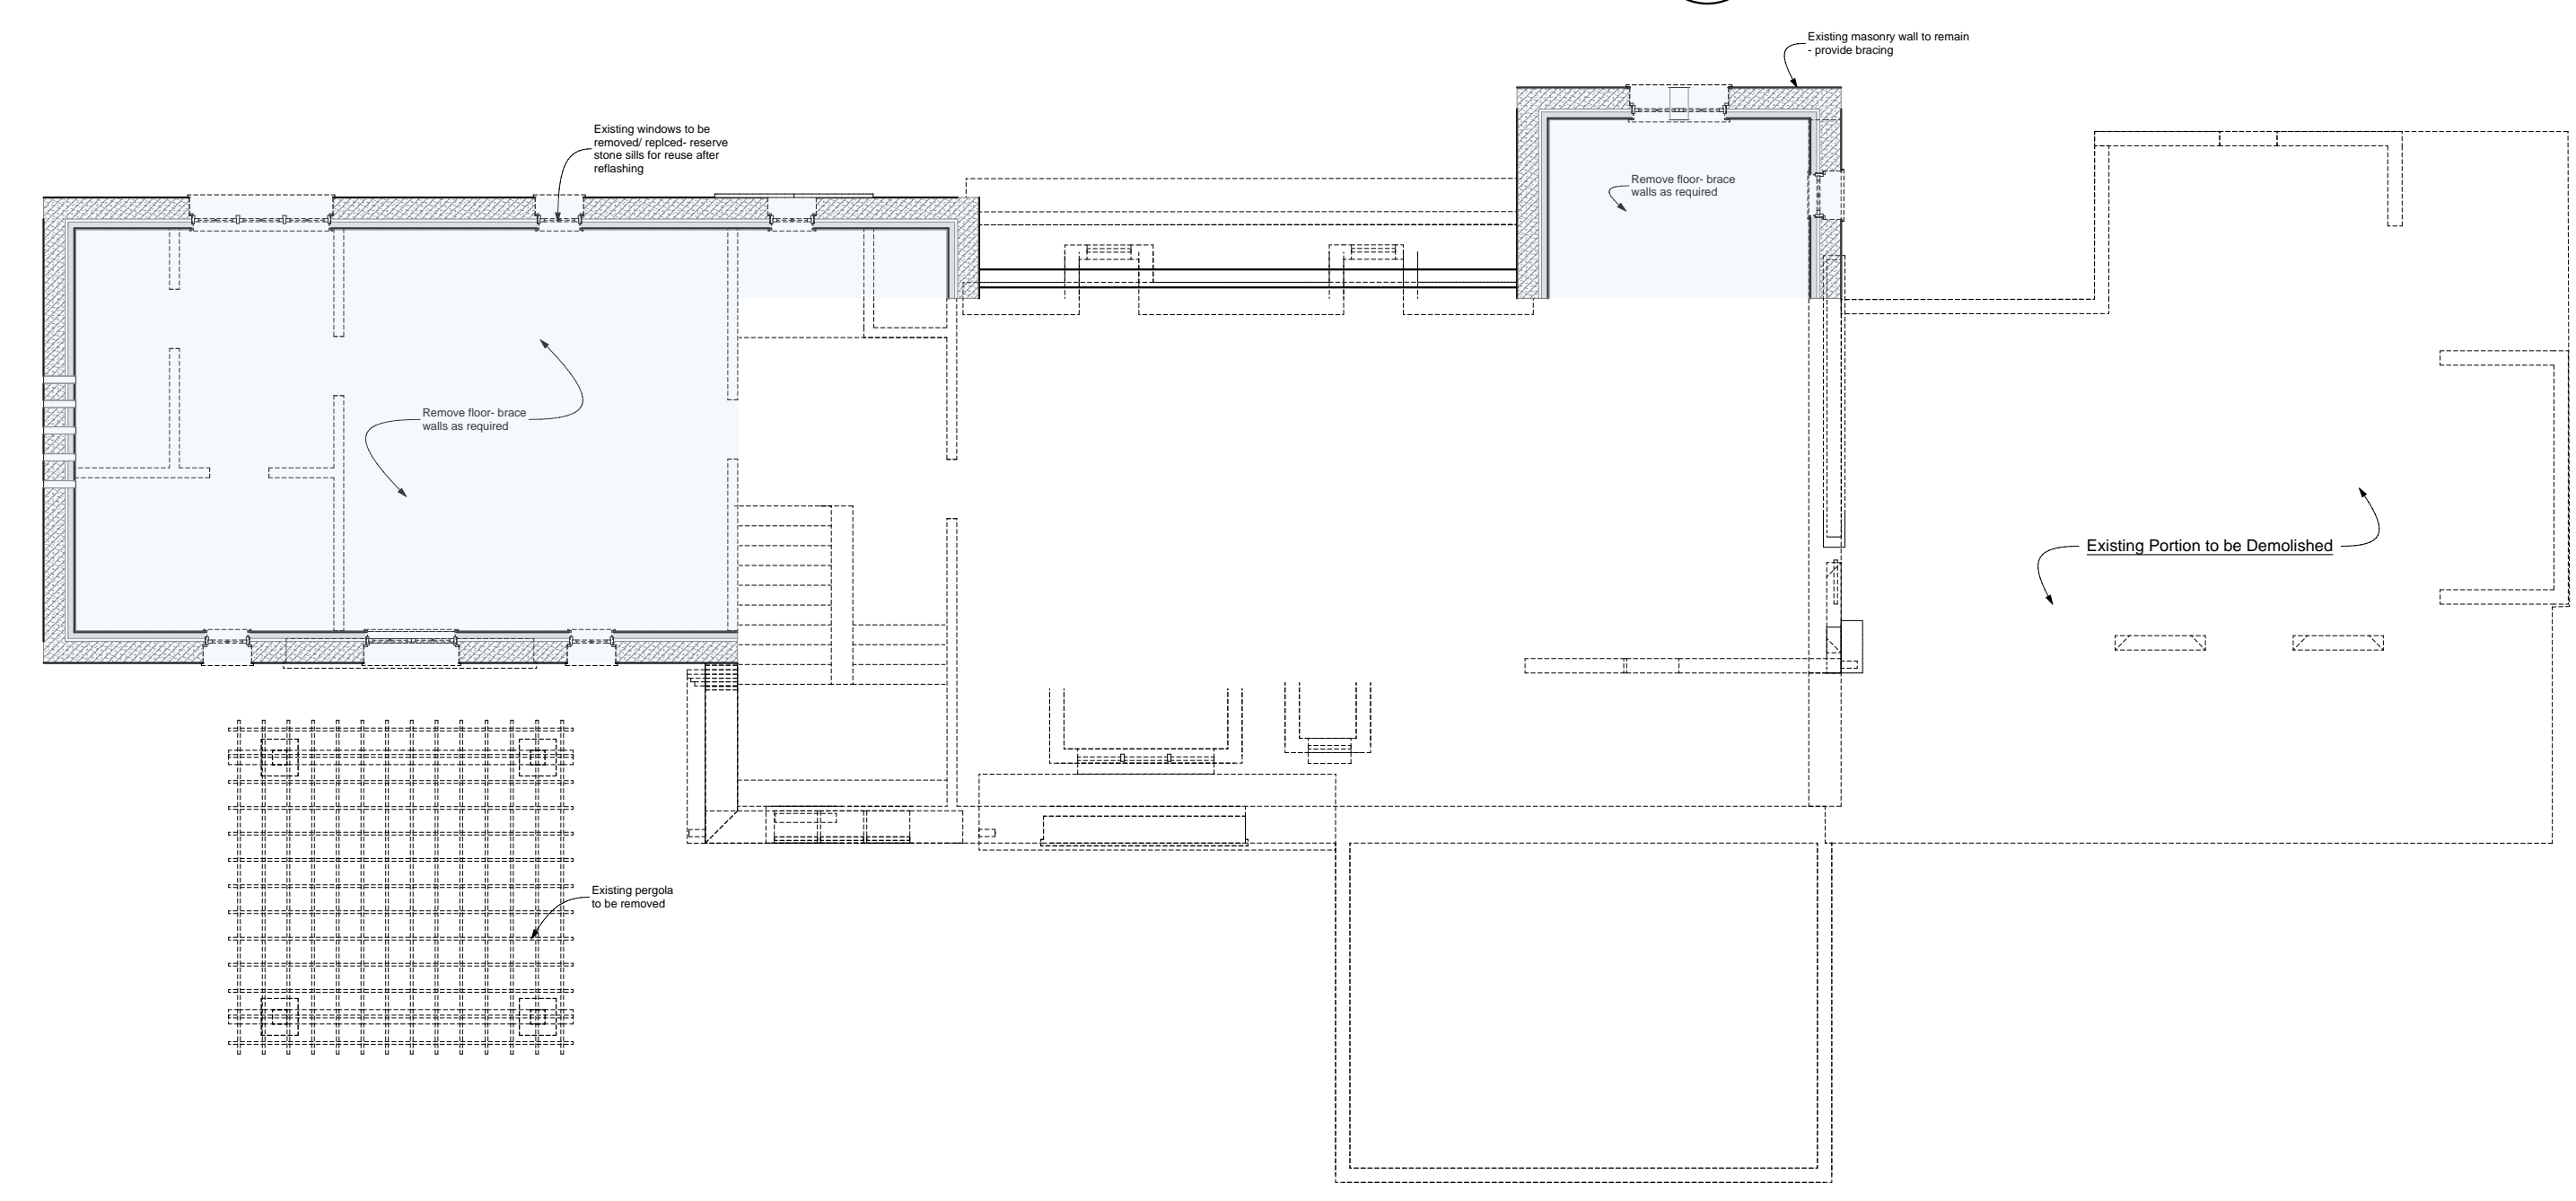 Existing masonry wall to remain
- provide bracing
Existing windows to be
removed/ replced- reserve
stone sills for reuse after
reflashing
Remove floor- brace
walls as required
Remove floor- brace
walls as required
Existing Portion to be Demolished
Existing pergola
to be removed